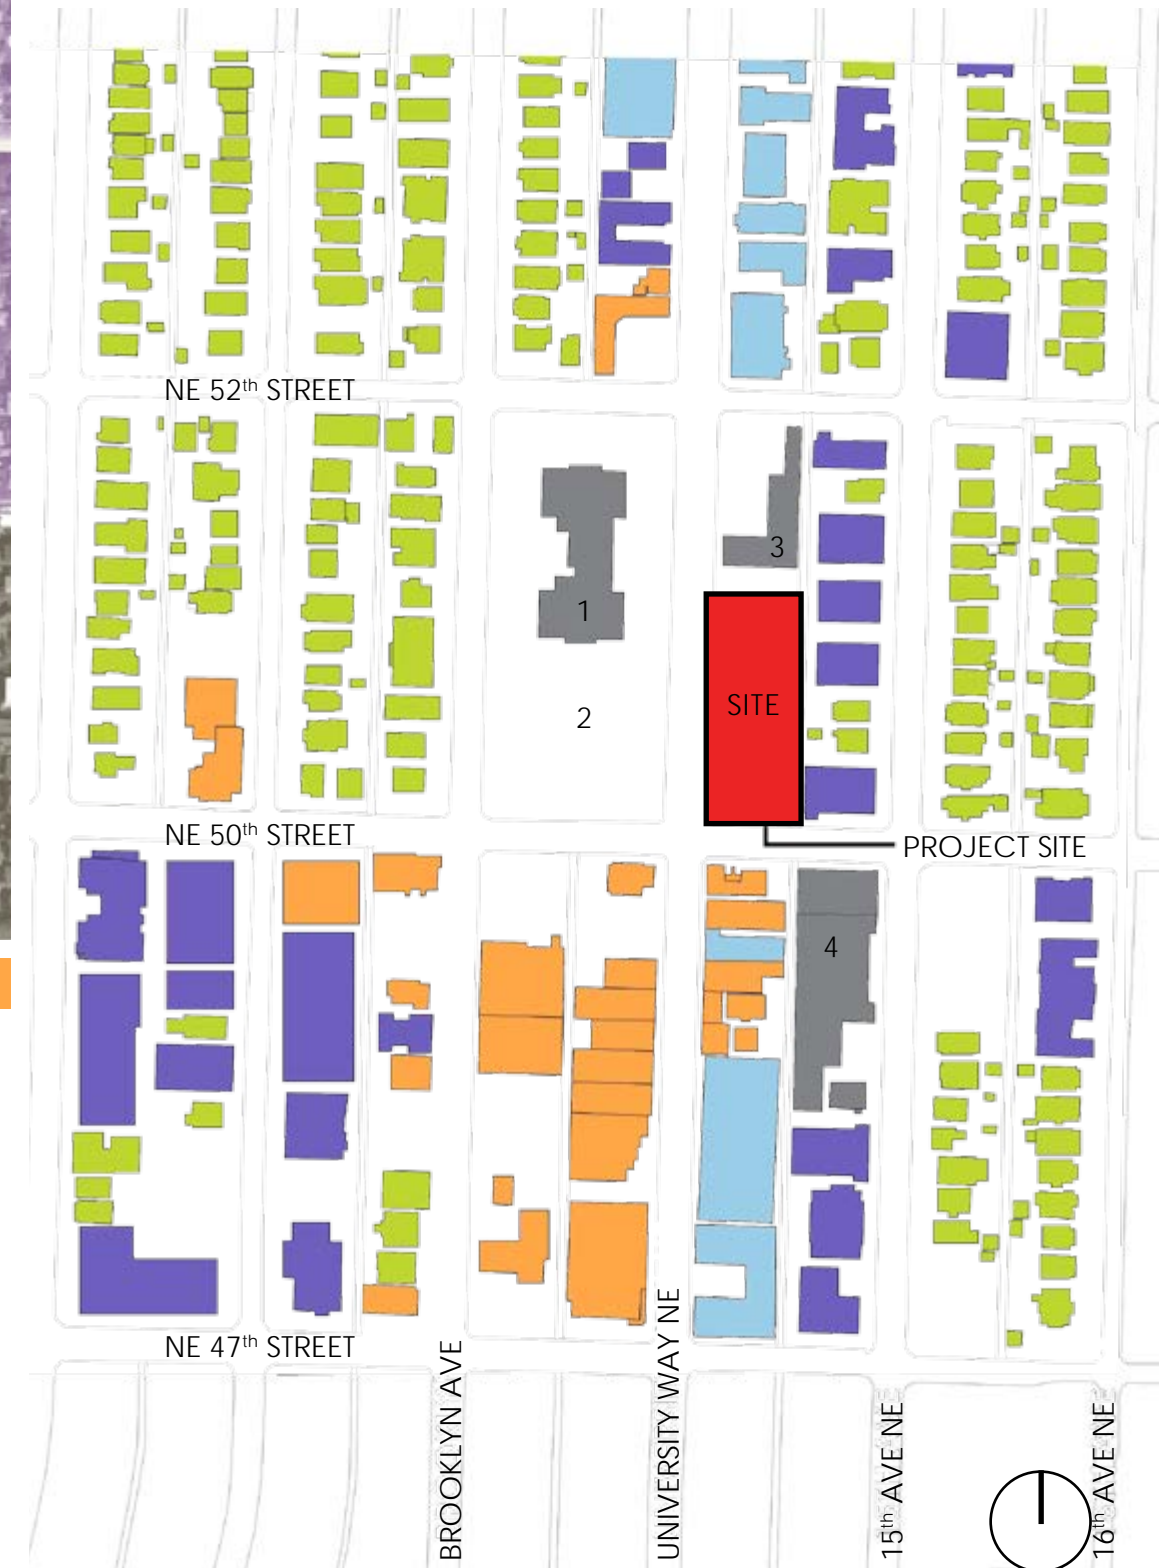 NE 52th STREET
3
1
SITE
2
NE 50th STREET
PROJECT SITE
4
NE 47th STREET
BROOKLYN AVE
UNIVERSITY WAY NE
15th AVE NE
16th AVE NE